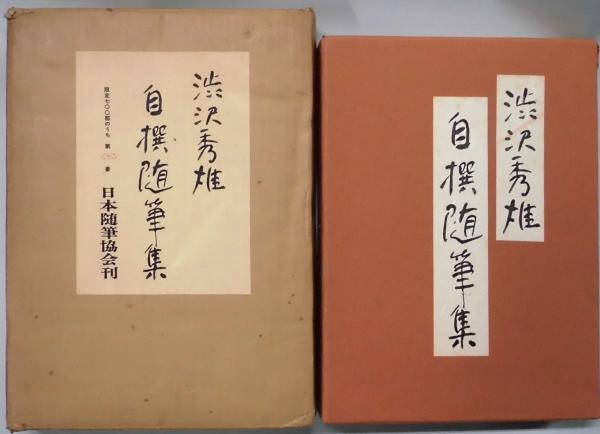 渋沢秀雄
自撰随筆集
限定七〇〇部のうち 第 番
日本随筆協会刊
渋沢秀雄
自撰随筆集